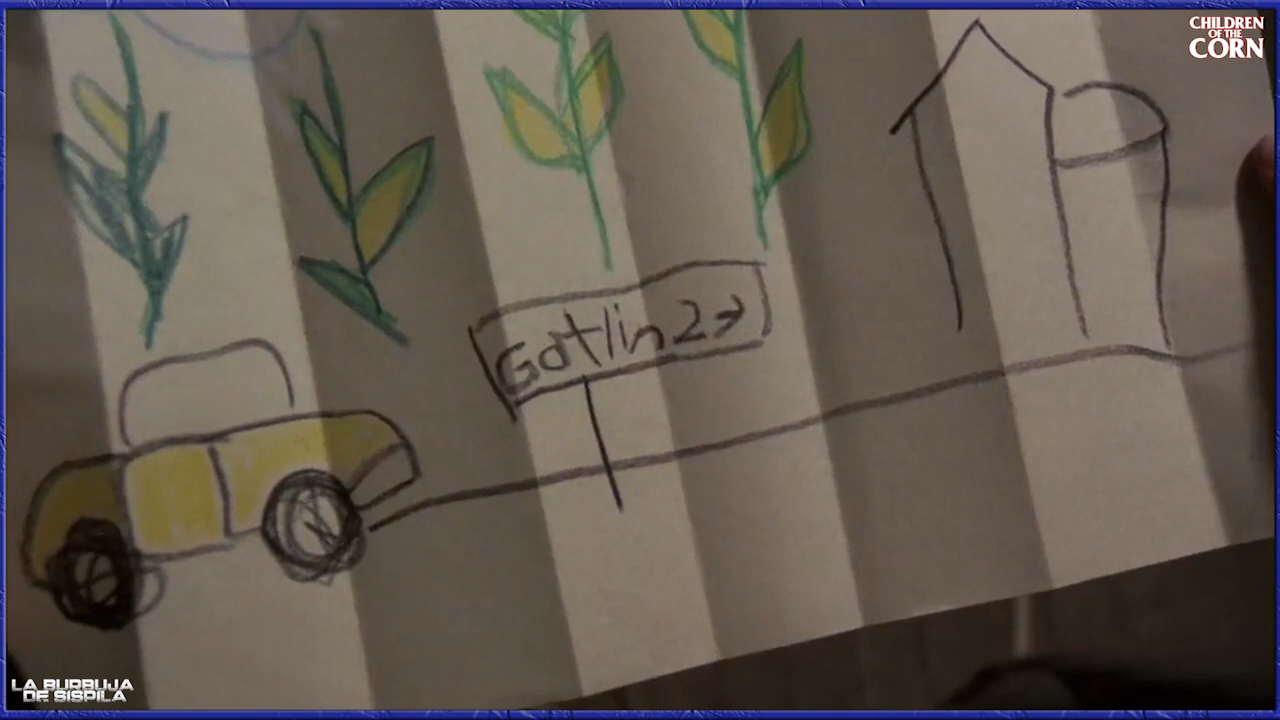 CHILDREN
OF THE
CORN
Gatlin 2→
LA BURBUJA
DE SISPILA